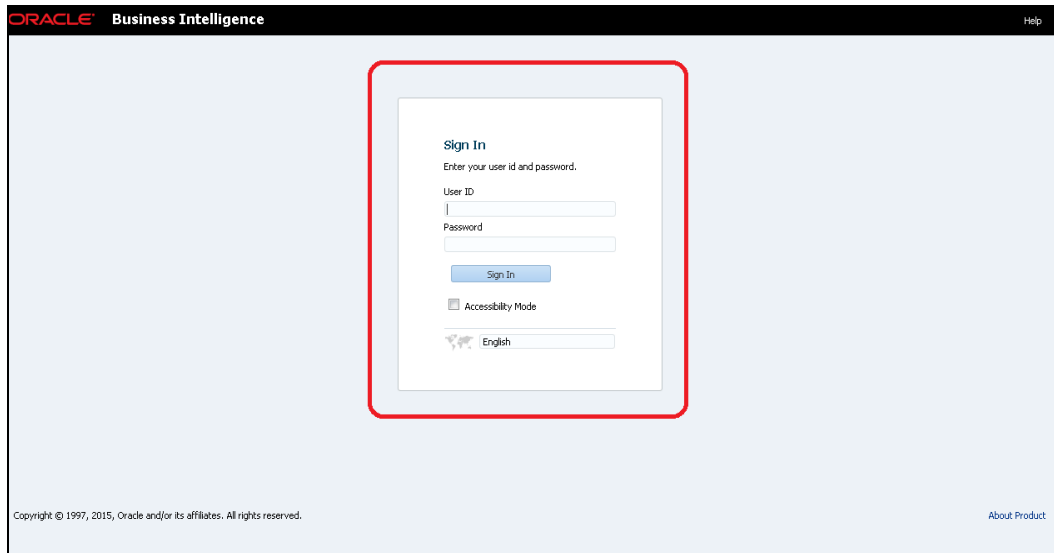 ORACLE Business Intelligence Help
Sign In
Enter your user id and password.
User ID
Password
Sign In
Accessibility Mode
English
Copyright © 1997, 2015, Oracle and/or its affiliates. All rights reserved. About Product